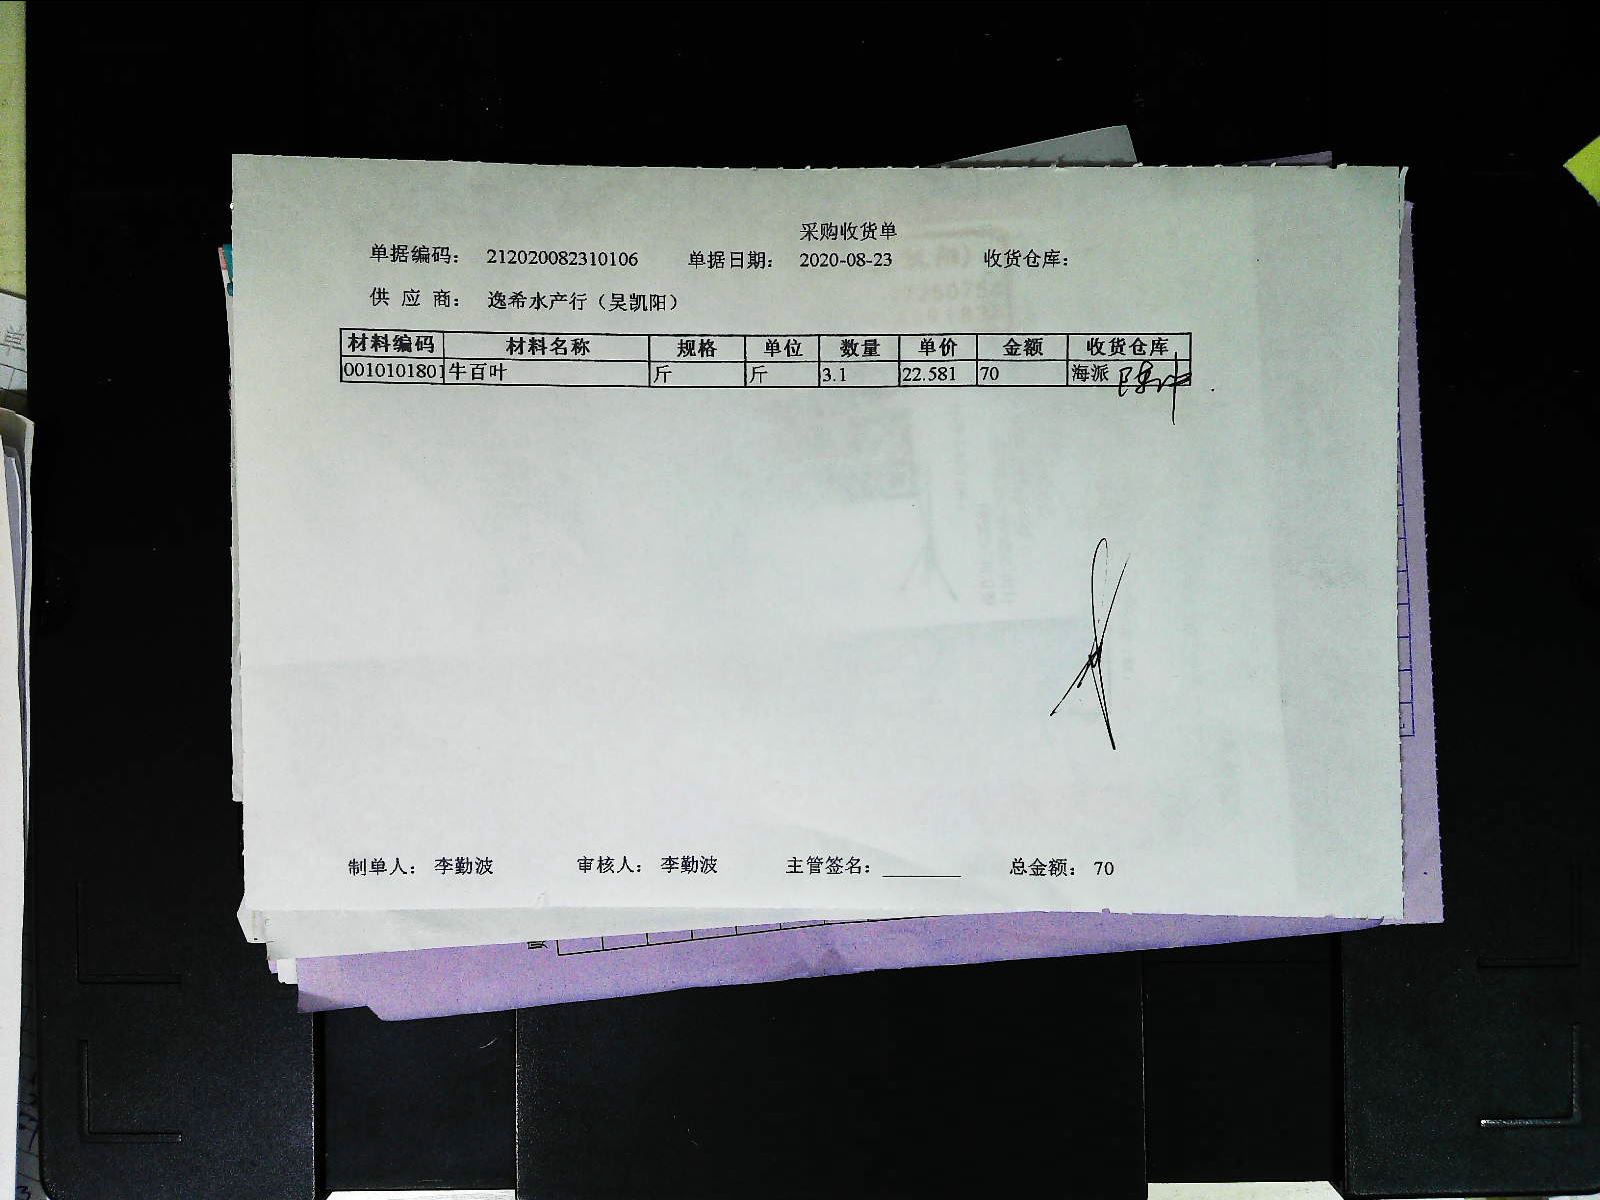 采购收货单
单据编码： 212020082310106 单据日期： 2020-08-23 收货仓库：
供 应 商： 逸希水产行（吴凯阳）
材料编码 材料名称 规格 单位 数量 单价 金额 收货仓库
0010101801 牛百叶 斤 斤 3.1 22.581 70 海派
制单人： 李勤波 审核人： 李勤波 主管签名： 总金额： 70